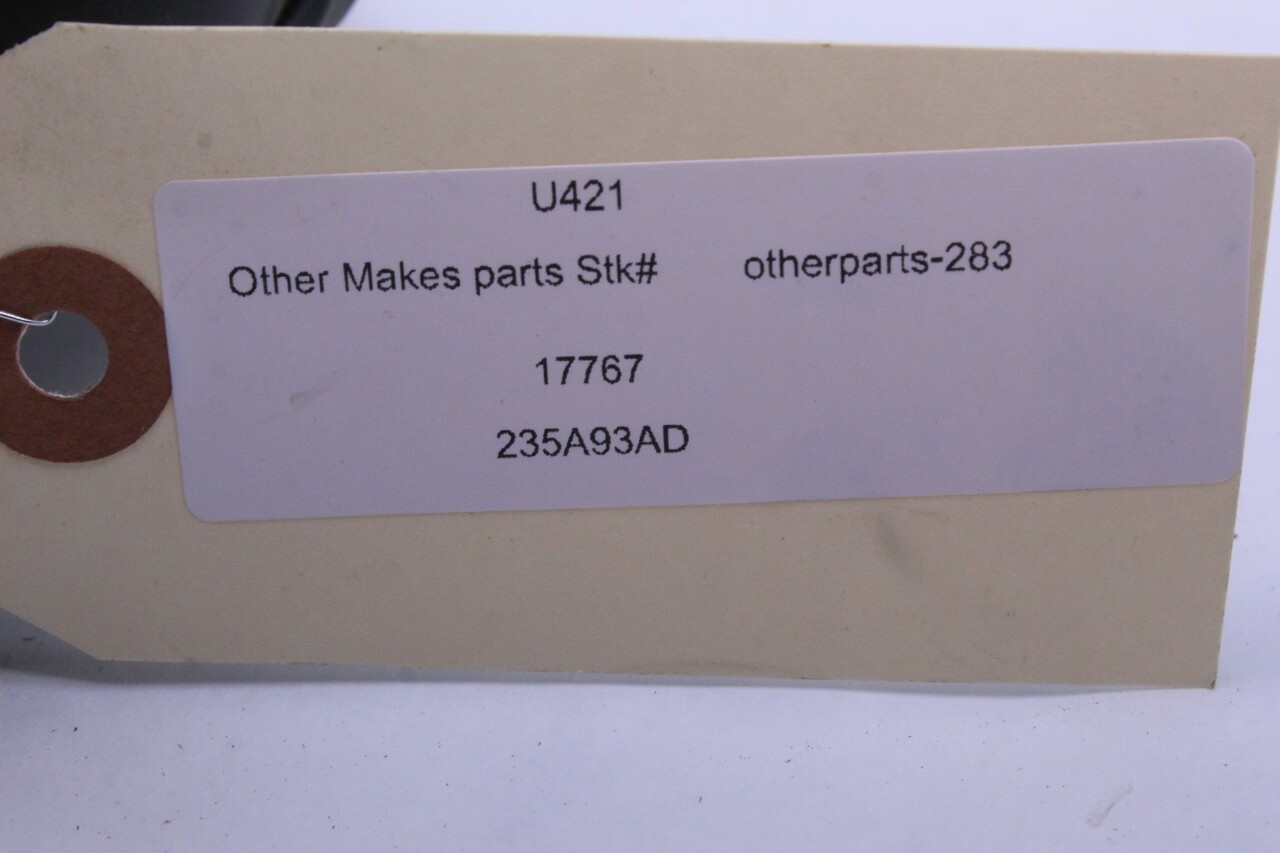 U421
Other Makes parts Stk# otherparts-283
17767
235A93AD